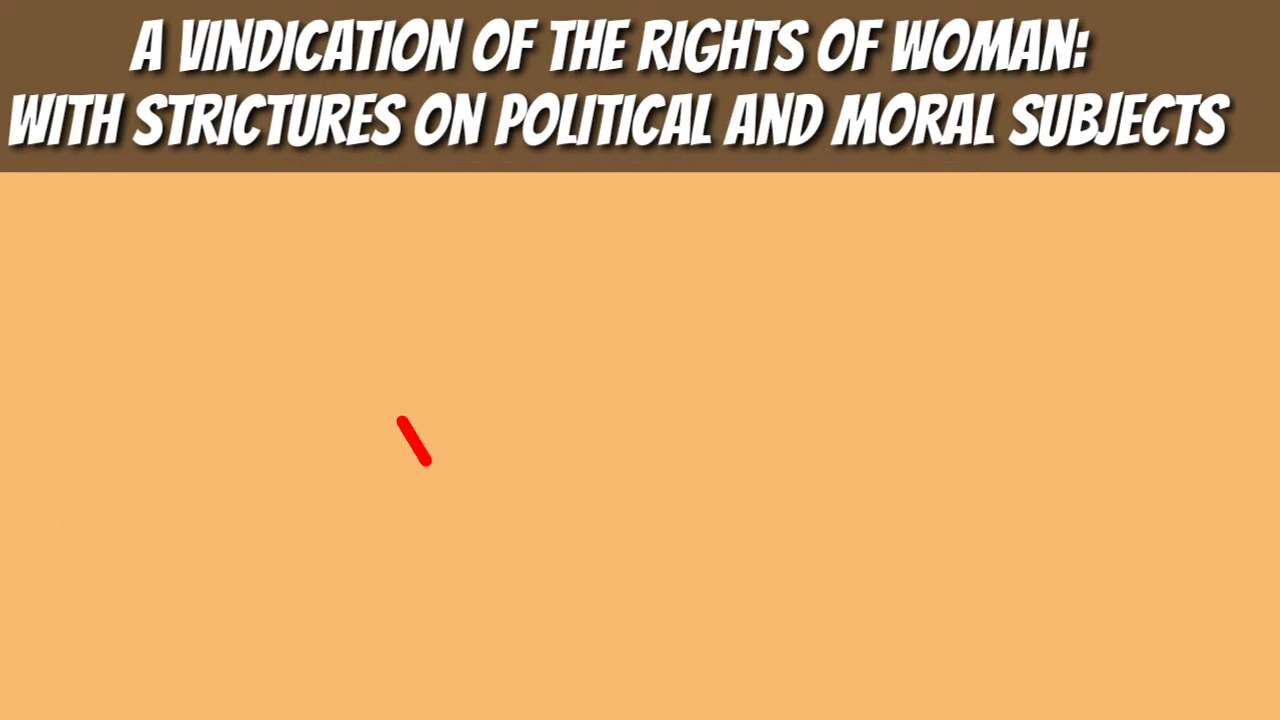 A VINDICATION OF THE RIGHTS OF WOMAN:
WITH STRICTURES ON POLITICAL AND MORAL SUBJECTS